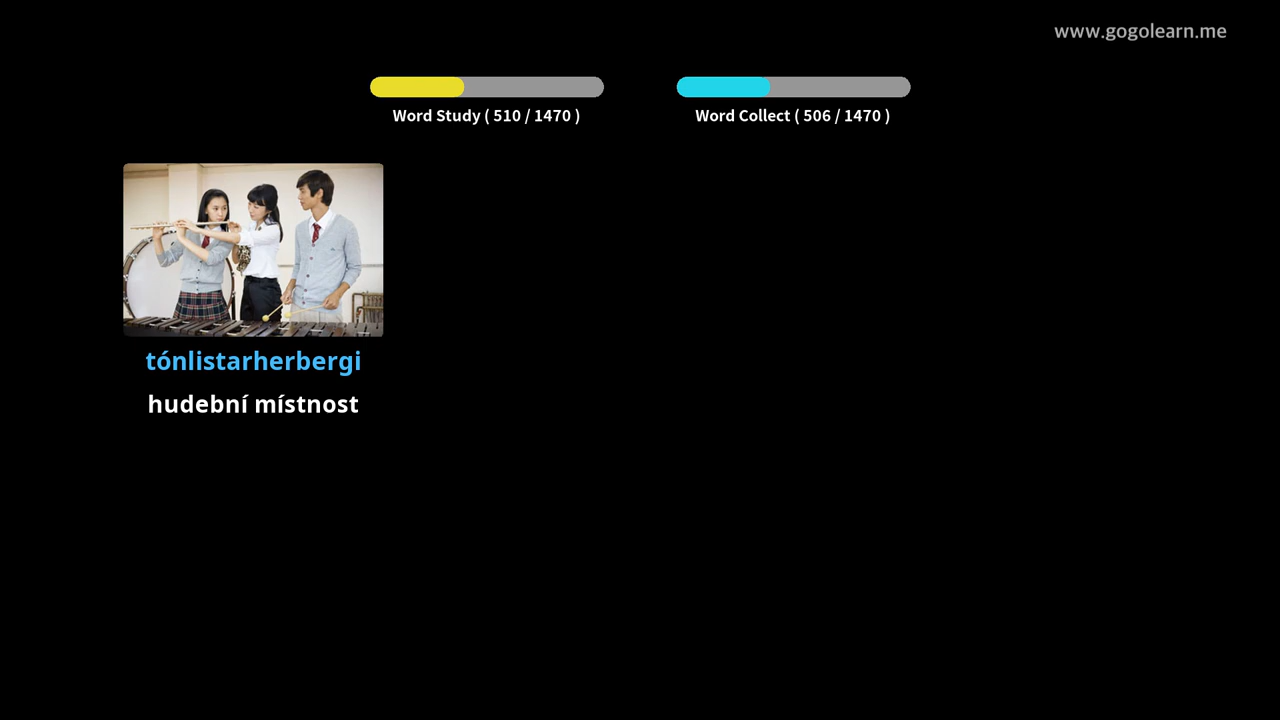 www.gogolearn.me
Word Study ( 510 / 1470 )
Word Collect ( 506 / 1470 )
tónlistarherbergi
hudební místnost